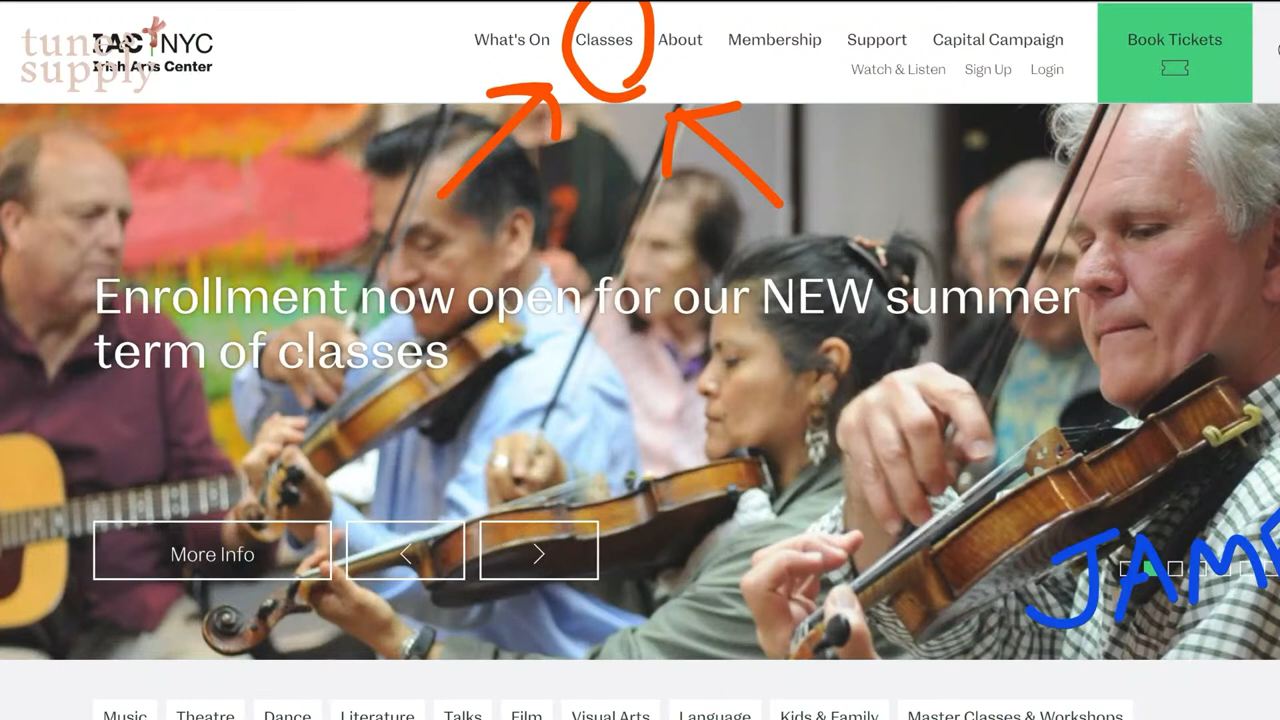 tunes
supply
IAC NYC
Irish Arts Center
What's On
Classes
About
Membership
Support
Capital Campaign
Book Tickets
Watch & Listen
Sign Up
Login
Enrollment now open for our NEW summer
term of classes
More Info
JAM
Music
Theatre
Dance
Literature
Talks
Film
Visual Arts
Language
Kids & Family
Master Classes & Workshops